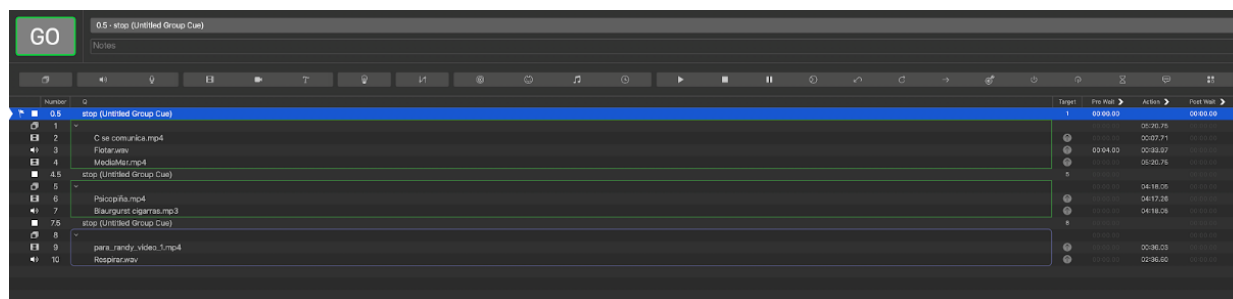 GO
0.5 · stop (Untitled Group Cue)
Notes
Number Q Target Pre Wait Action Post Wait
0.5 stop (Untitled Group Cue) 1 00:00.00 00:00.00
1 05:20.75
2 C se comunica.mp4 00:07.71
3 Flotar.wav 00:04.00 00:33.97
4 MediaMar.mp4 05:20.75
4.5 stop (Untitled Group Cue) 5
5 04:18.05
6 Psicopiña.mp4 04:17.26
7 Blaurgurst cigarras.mp3 04:18.05
7.5 stop (Untitled Group Cue) 8
8
9 para_randy_video_1.mp4 00:36.03
10 Respirar.wav 02:36.60